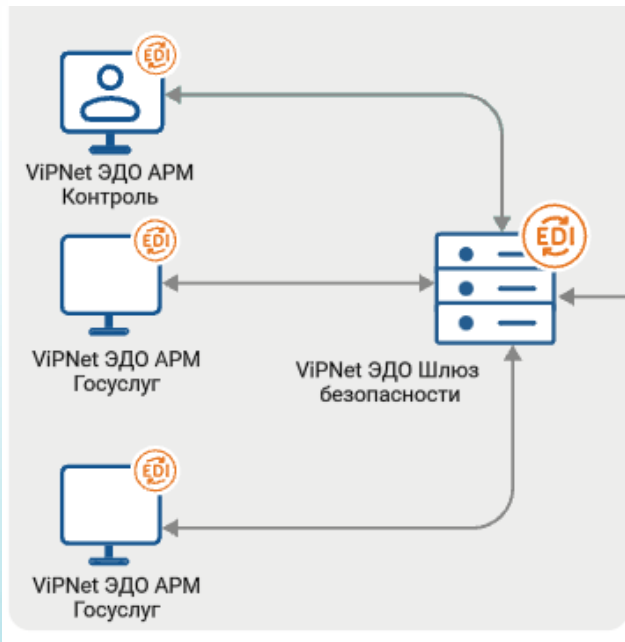 EDI
ViPNet ЭДО АРМ
Контроль
EDI
ViPNet ЭДО АРМ
Госуслуг
EDI
ViPNet ЭДО Шлюз
безопасности
EDI
ViPNet ЭДО АРМ
Госуслуг